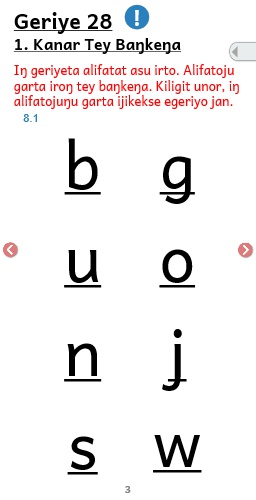 Geriye 28 !
1. Kanar Tey Baŋkeŋa
Iŋ geriyeta alifatat asu irto. Alifatoju
garta iroŋ tey baŋkeŋa. Kiligit unor, iŋ
alifatojuŋu garta ijikekse egeriyo jan.
8.1
b g
u o
n j
s w
3